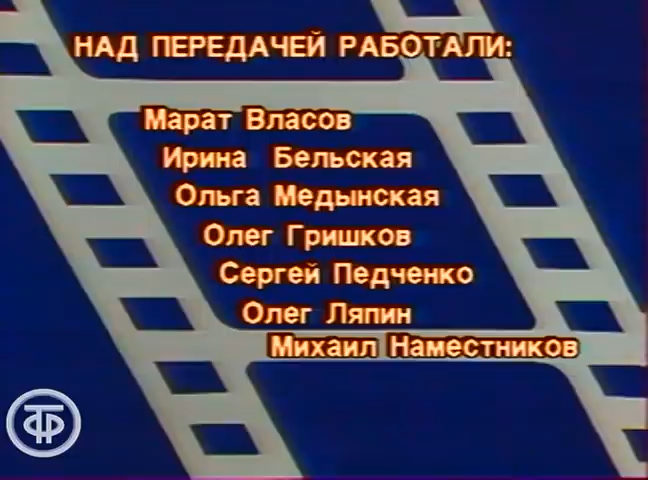 НАД ПЕРЕДАЧЕЙ РАБОТАЛИ:
Марат Власов
Ирина Бельская
Ольга Медынская
Олег Гришков
Сергей Педченко
Олег Ляпин
Михаил Наместников